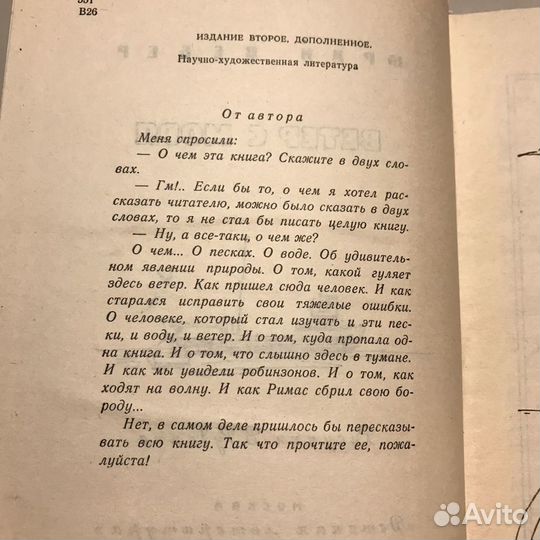 551
В26
ИЗДАНИЕ ВТОРОЕ, ДОПОЛНЕННОЕ.
Научно-художественная литература
От автора
Меня спросили:
— О чем эта книга? Скажите в двух сло-
вах.
— Гм!.. Если бы то, о чем я хотел рас-
сказать читателю, можно было сказать в двух
словах, то я не стал бы писать целую книгу.
— Ну, а все-таки, о чем же?
О чем... О песках. О воде. Об удивитель-
ном явлении природы. О том, какой гуляет
здесь ветер. Как пришел сюда человек. И как
старался исправить свои тяжелые ошибки.
О человеке, который стал изучать и эти пес-
ки, и воду, и ветер. И о том, куда пропала од-
на книга. И о том, что слышно здесь в тумане.
И как мы увидели робинзонов. И о том, как
ходят на волну. И как Римас сбрил свою бо-
роду...
Нет, в самом деле пришлось бы пересказы-
вать всю книгу. Так что прочтите ее, пожа-
луйста!
Avito